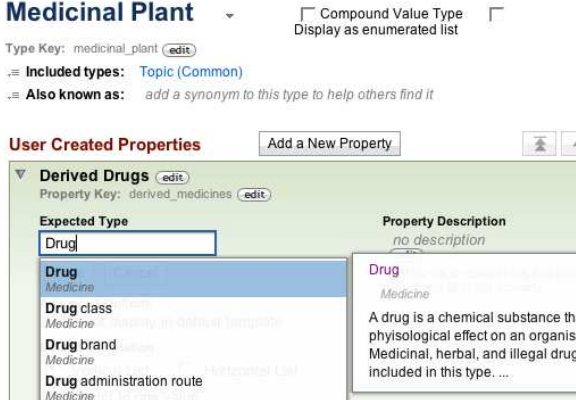 Medicinal Plant
Compound Value Type
Display as enumerated list
Type Key: medicinal_plant edit
Included types: Topic (Common)
Also known as: add a synonym to this type to help others find it
User Created Properties Add a New Property
Derived Drugs edit
Property Key: derived_medicines edit
Expected Type Property Description
Drug no description
Drug
Medicine
Drug class
Medicine
Drug brand
Medicine
Drug administration route
Medicine
Drug
Medicine
A drug is a chemical substance th
phyisological effect on an organis
Medicinal, herbal, and illegal drug
included in this type. ...